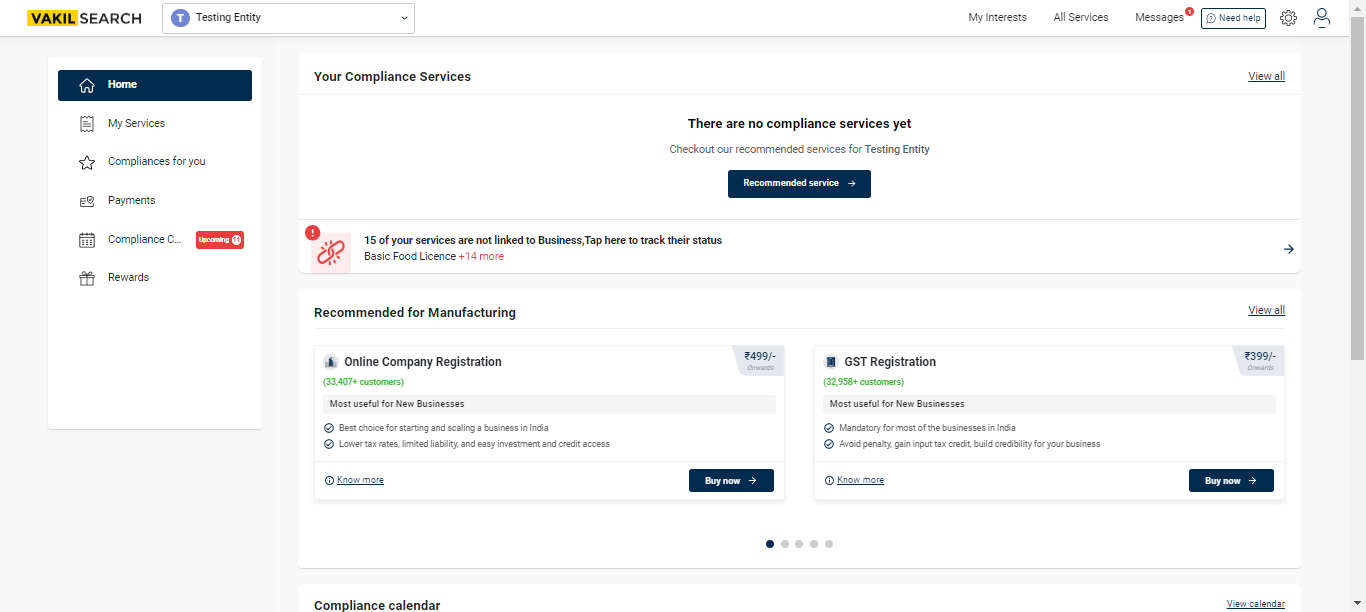 VAKILSEARCH
T Testing Entity
My Interests
All Services
Messages 1
Need help
Home
My Services
Compliances for you
Payments
Compliance C... Upcoming 11
Rewards
Your Compliance Services
View all
There are no compliance services yet
Checkout our recommended services for Testing Entity
Recommended service
15 of your services are not linked to Business,Tap here to track their status
Basic Food Licence +14 more
Recommended for Manufacturing
View all
Online Company Registration
₹499/-
Onwards
(33,407+ customers)
Most useful for New Businesses
Best choice for starting and scaling a business in India
Lower tax rates, limited liability, and easy investment and credit access
Know more
Buy now
GST Registration
₹399/-
Onwards
(32,958+ customers)
Most useful for New Businesses
Mandatory for most of the businesses in India
Avoid penalty, gain input tax credit, build credibility for your business
Know more
Buy now
Compliance calendar
View calendar